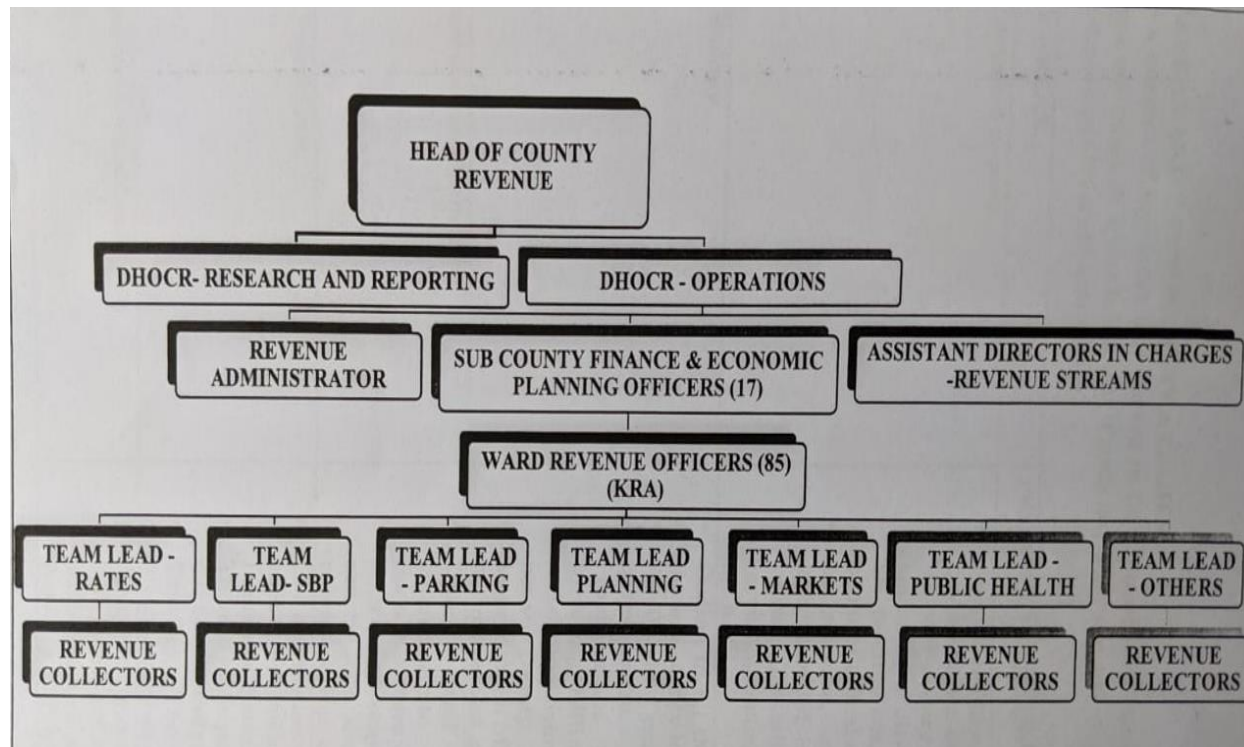 HEAD OF COUNTY
REVENUE
DHOCR- RESEARCH AND REPORTING
DHOCR - OPERATIONS
REVENUE
ADMINISTRATOR
SUB COUNTY FINANCE & ECONOMIC
PLANNING OFFICERS (17)
ASSISTANT DIRECTORS IN CHARGES
-REVENUE STREAMS
WARD REVENUE OFFICERS (85)
(KRA)
TEAM LEAD -
RATES
TEAM
LEAD- SBP
TEAM LEAD
- PARKING
TEAM LEAD
PLANNING
TEAM LEAD
- MARKETS
TEAM LEAD -
PUBLIC HEALTH
TEAM LEAD
- OTHERS
REVENUE
COLLECTORS
REVENUE
COLLECTORS
REVENUE
COLLECTORS
REVENUE
COLLECTORS
REVENUE
COLLECTORS
REVENUE
COLLECTORS
REVENUE
COLLECTORS